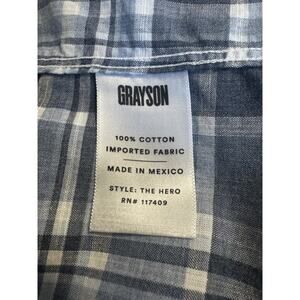 GRAYSON
100% COTTON
IMPORTED FABRIC
MADE IN MEXICO
STYLE: THE HERO
RN# 117409